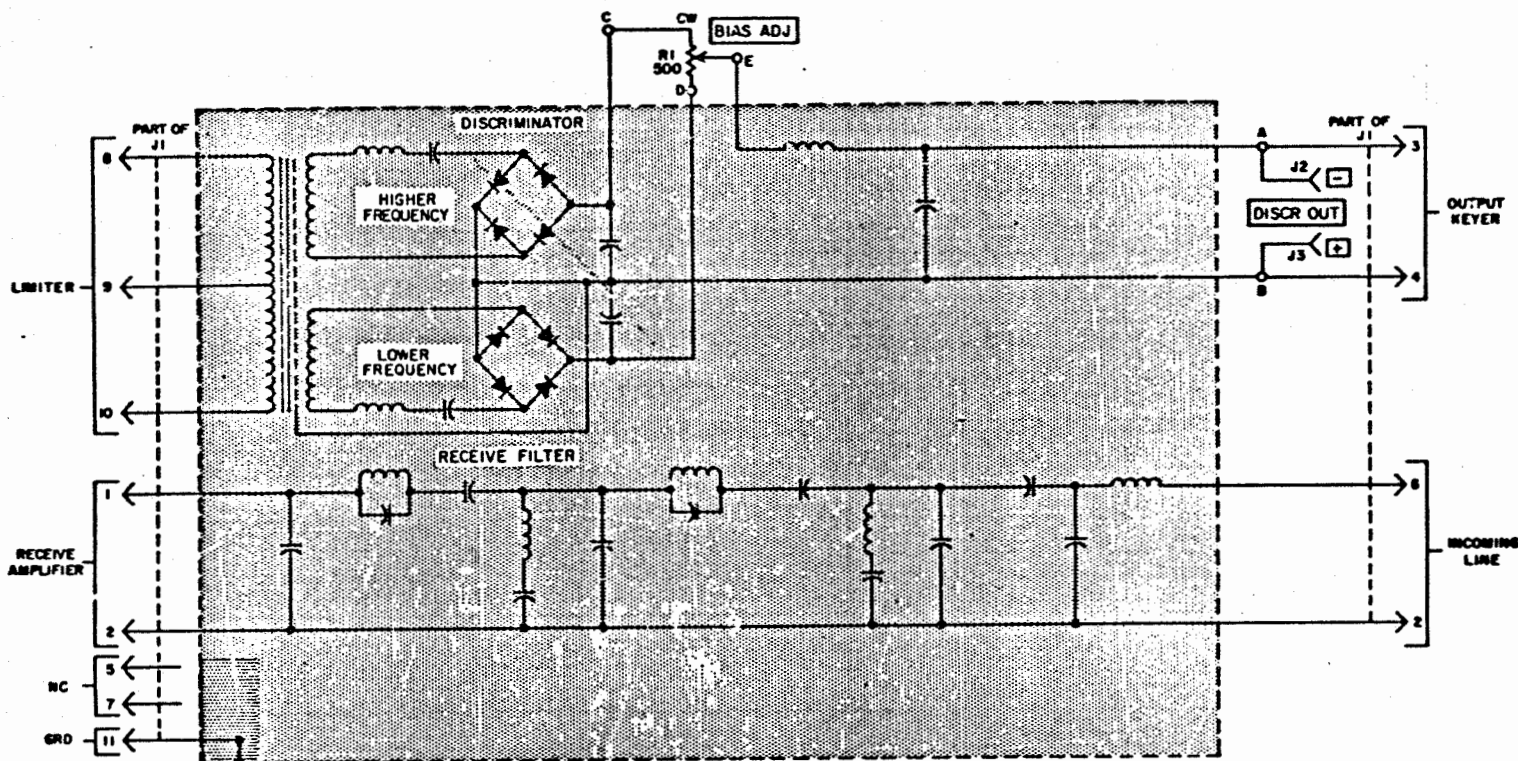 C
CW
BIAS ADJ
R1
500
E
D
DISCRIMINATOR
PART OF
J1
8
HIGHER
FREQUENCY
LIMITER
9
LOWER
FREQUENCY
10
A
PART OF
J1
3
J2
-
DISCR OUT
J3
+
B
4
OUTPUT
KEYER
RECEIVE FILTER
1
RECEIVE
AMPLIFIER
2
6
INCOMING
LINE
2
NC
5
7
GRD
11